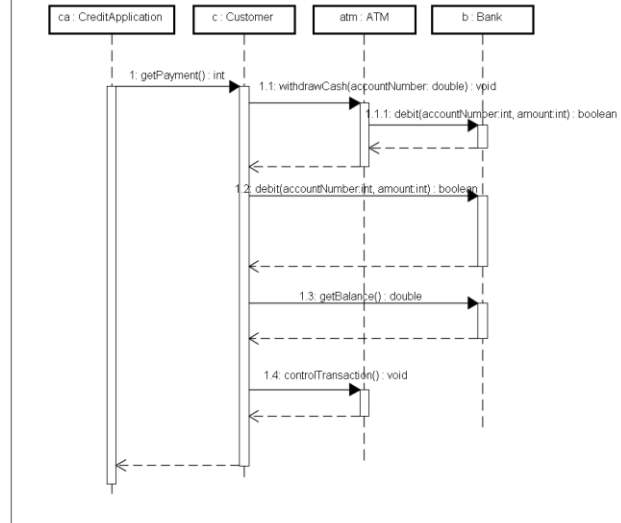 ca : CreditApplication
c : Customer
atm : ATM
b : Bank
1: getPayment() : int
1.1: withdrawCash(accountNumber: double) : void
1.1.1: debit(accountNumber:int, amount:int) : boolean
1.2: debit(accountNumber:int, amount:int) : boolean
1.3: getBalance() : double
1.4: controlTransaction() : void